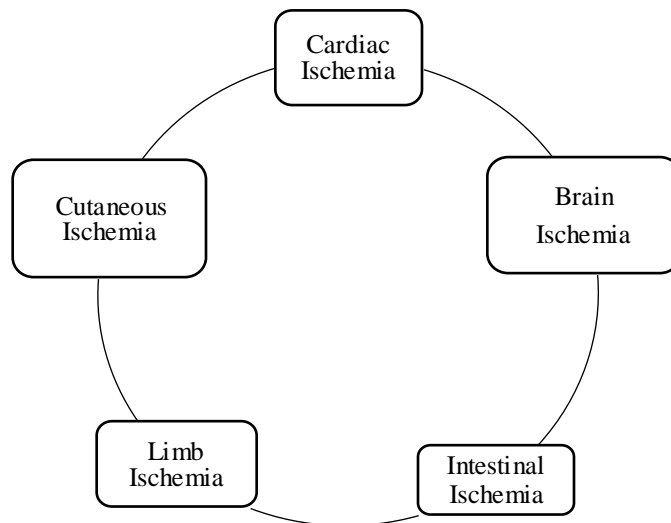 Cardiac
Ischemia
Brain
Ischemia
Intestinal
Ischemia
Limb
Ischemia
Cutaneous
Ischemia